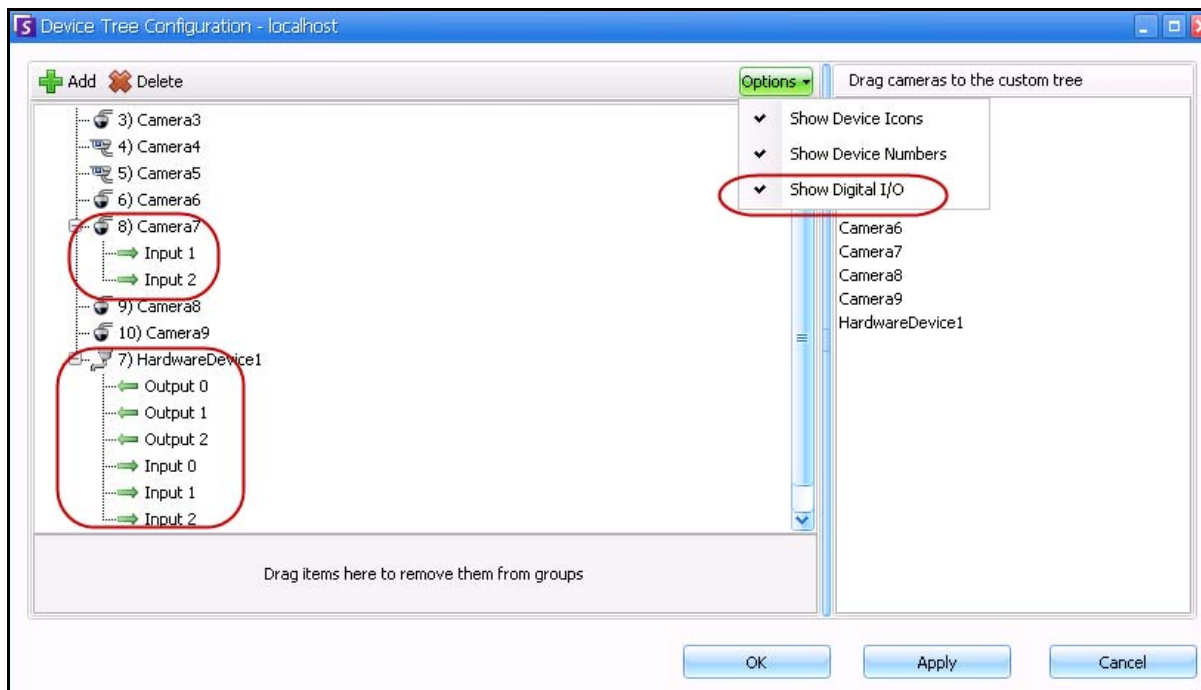 Device Tree Configuration - localhost
Add Delete Options
Drag cameras to the custom tree
3) Camera3
4) Camera4
5) Camera5
6) Camera6
8) Camera7
Input 1
Input 2
9) Camera8
10) Camera9
7) HardwareDevice1
Output 0
Output 1
Output 2
Input 0
Input 1
Input 2
Show Device Icons
Show Device Numbers
Show Digital I/O
Camera6
Camera7
Camera8
Camera9
HardwareDevice1
Drag items here to remove them from groups
OK Apply Cancel